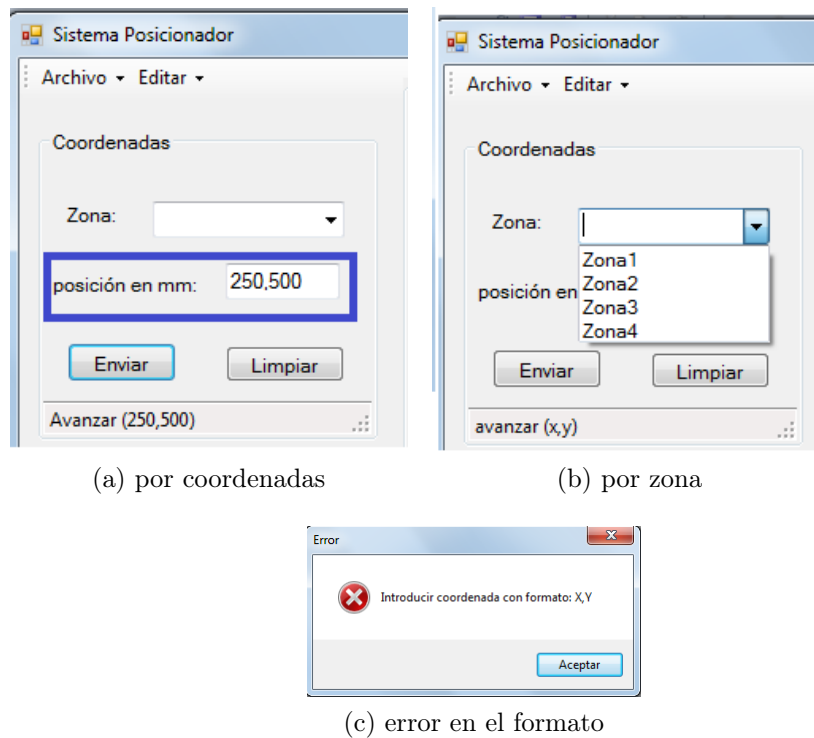 Sistema Posicionador
Archivo Editar
Coordenadas
Zona:
posición en mm: 250,500
Enviar Limpiar
Avanzar (250,500)
(a) por coordenadas
Sistema Posicionador
Archivo Editar
Coordenadas
Zona:
Zona1
Zona2
posición en
Zona3
Zona4
Enviar Limpiar
avanzar (x,y)
(b) por zona
Error
Introducir coordenada con formato: X,Y
Aceptar
(c) error en el formato